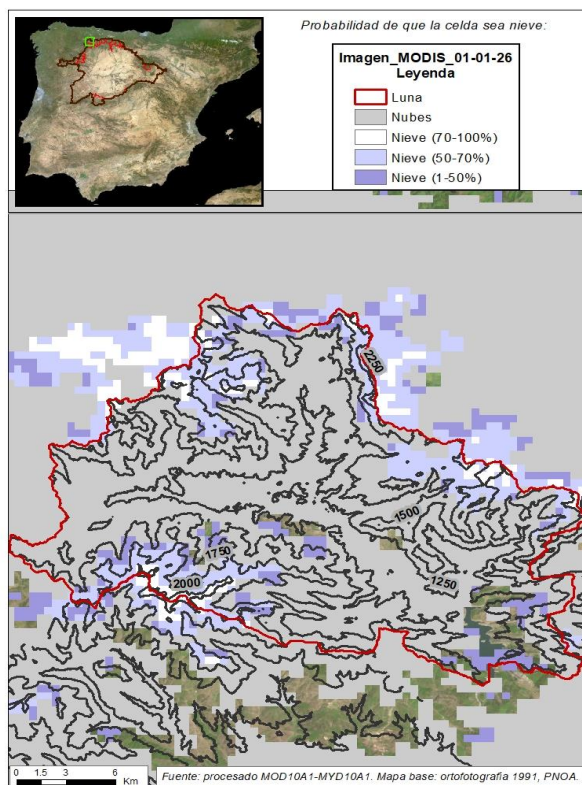 Probabilidad de que la celda sea nieve:
Imagen_MODIS_01-01-26
Leyenda
Luna
Nubes
Nieve (70-100%)
Nieve (50-70%)
Nieve (1-50%)
2250
1500
1750
2000
1250
0 1.5 3 6
Km
Fuente: procesado MOD10A1-MYD10A1. Mapa base: ortofotografía 1991, PNOA.